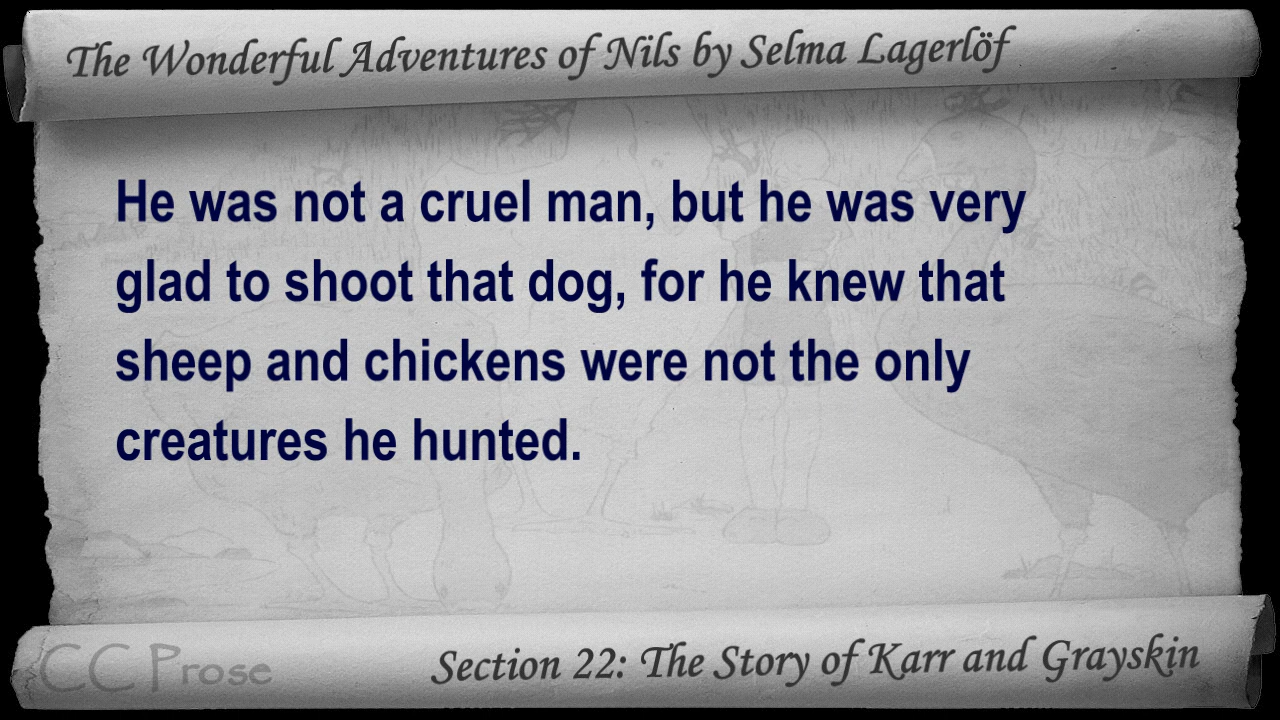 The Wonderful Adventures of Nils by Selma Lagerlöf
He was not a cruel man, but he was very
glad to shoot that dog, for he knew that
sheep and chickens were not the only
creatures he hunted.
CC Prose
Section 22: The Story of Karr and Grayskin